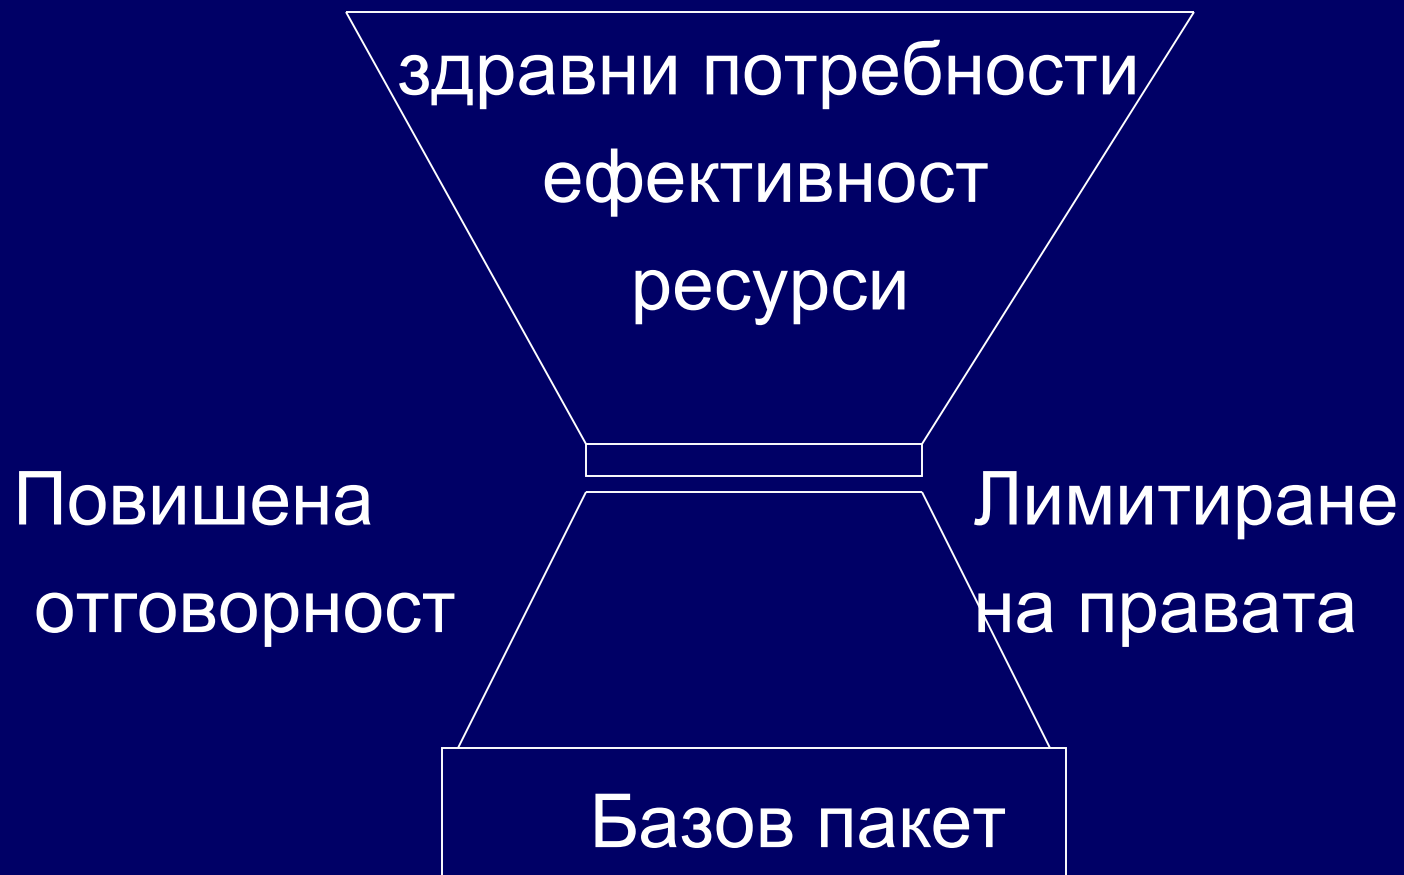 здравни потребности
ефективност
ресурси
Повишена
отговорност
Лимитиране
на правата
Базов пакет